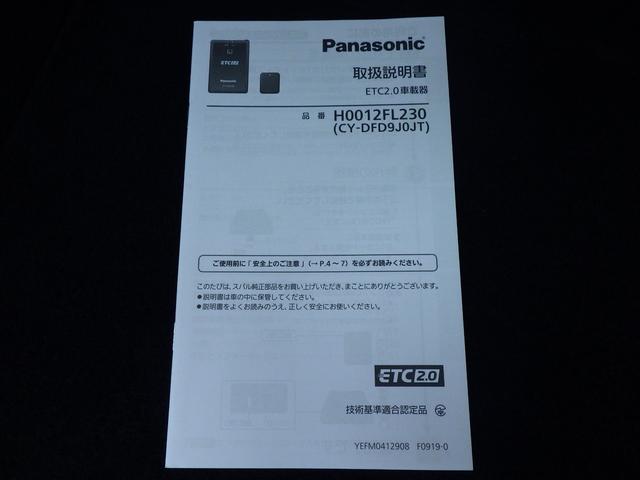 Panasonic
取扱説明書
ETC2.0車載器
品番 H0012FL230
(CY-DFD9J0JT)
ETC2.0
Panasonic
ご使用前に「安全上のご注意」(→P.4～7)を必ずお読みください。
このたびは、スバル純正部品をお買い上げいただき、まことにありがとうございます。
●説明書は車の中に保管してください。
●説明書をよくお読みのうえ、正しく安全にお使いください。
ETC2.0
技術基準適合認定品
YEFM0412908 F0919-0